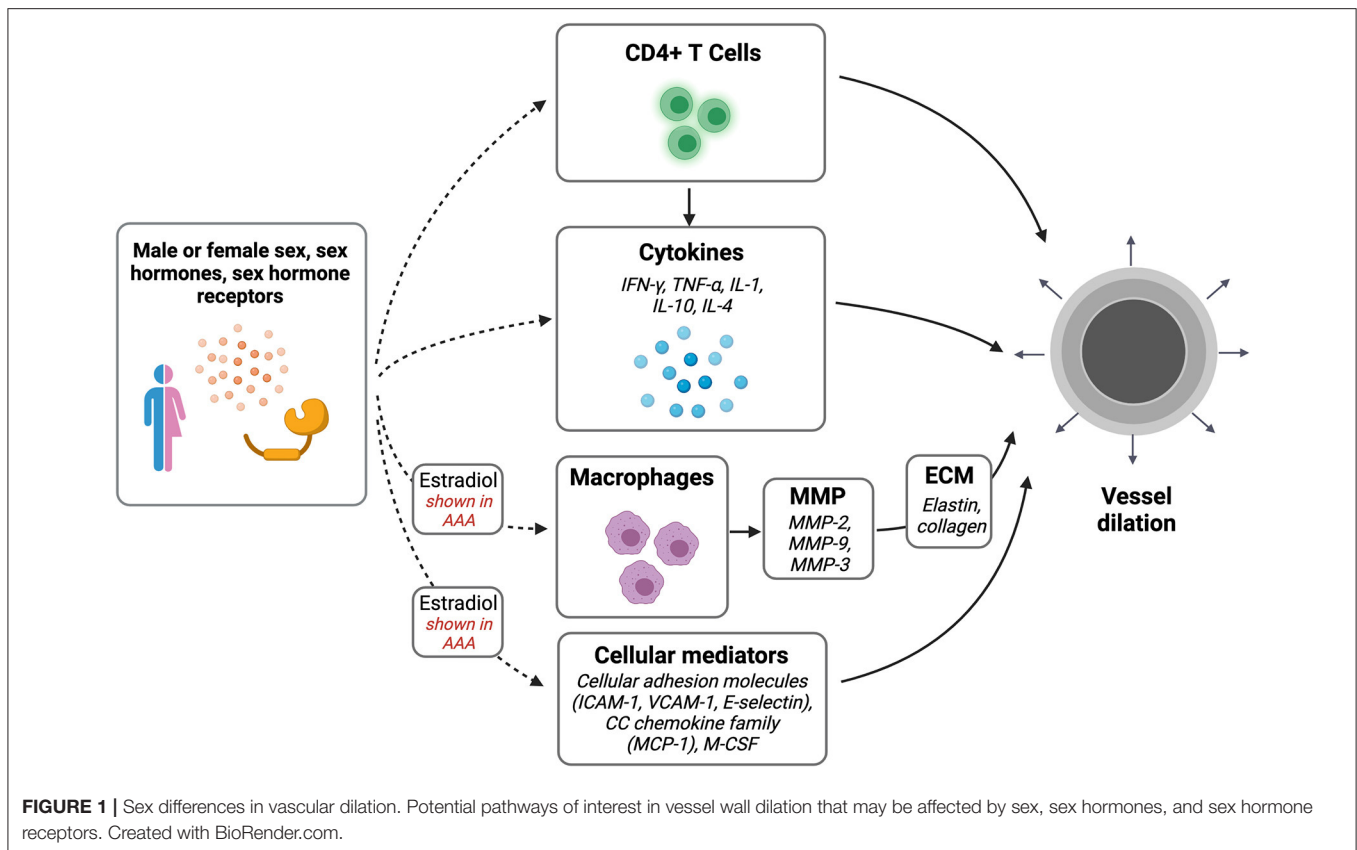 CD4+ T Cells
Male or female sex, sex
hormones, sex hormone
receptors
Cytokines
IFN-γ, TNF-α, IL-1,
IL-10, IL-4
Estradiol
shown in
AAA
Macrophages
MMP
MMP-2,
MMP-9,
MMP-3
ECM
Elastin,
collagen
Vessel
dilation
Estradiol
shown in
AAA
Cellular mediators
Cellular adhesion molecules
(ICAM-1, VCAM-1, E-selectin),
CC chemokine family
(MCP-1), M-CSF
FIGURE 1 | Sex differences in vascular dilation. Potential pathways of interest in vessel wall dilation that may be affected by sex, sex hormones, and sex hormone
receptors. Created with BioRender.com.